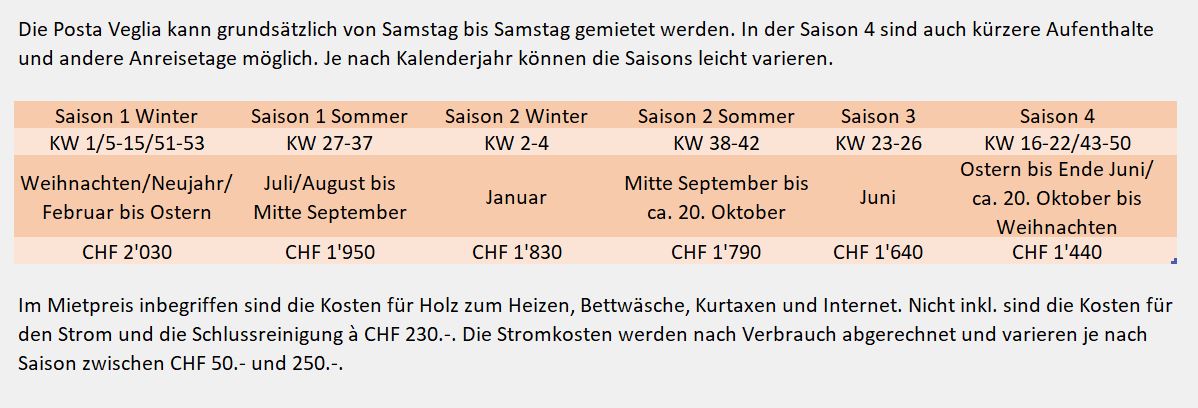 Die Posta Veglia kann grundsätzlich von Samstag bis Samstag gemietet werden. In der Saison 4 sind auch kürzere Aufenthalte
und andere Anreisetage möglich. Je nach Kalenderjahr können die Saisons leicht varieren.
Saison 1 Winter Saison 1 Sommer Saison 2 Winter Saison 2 Sommer Saison 3 Saison 4
KW 1/5-15/51-53 KW 27-37 KW 2-4 KW 38-42 KW 23-26 KW 16-22/43-50
Weihnachten/Neujahr/
Februar bis Ostern
Juli/August bis
Mitte September
Januar
Mitte September bis
ca. 20. Oktober
Juni
Ostern bis Ende Juni/
ca. 20. Oktober bis
Weihnachten
CHF 2'030 CHF 1'950 CHF 1'830 CHF 1'790 CHF 1'640 CHF 1'440
Im Mietpreis inbegriffen sind die Kosten für Holz zum Heizen, Bettwäsche, Kurtaxen und Internet. Nicht inkl. sind die Kosten für
den Strom und die Schlussreinigung à CHF 230.-. Die Stromkosten werden nach Verbrauch abgerechnet und varieren je nach
Saison zwischen CHF 50.- und 250.-.